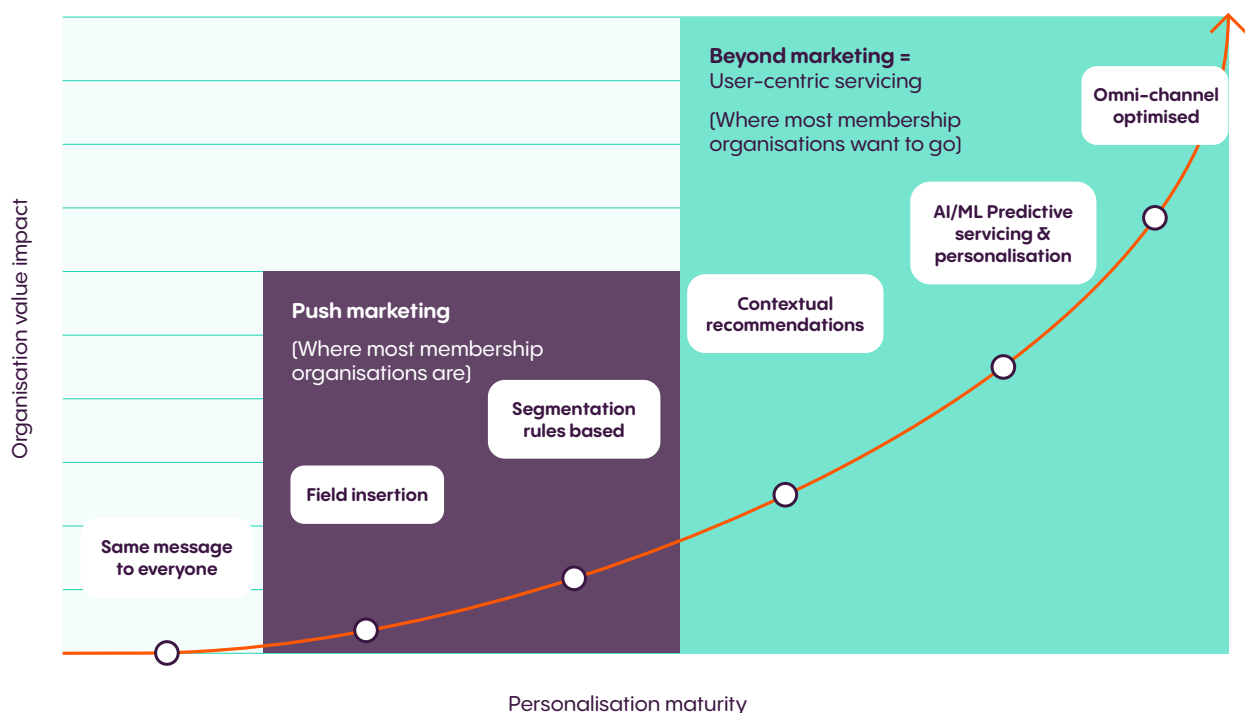 Beyond marketing =
User-centric servicing
(Where most membership
organisations want to go)
Omni-channel
optimised
AI/ML Predictive
servicing &
personalisation
Contextual
recommendations
Push marketing
(Where most membership
organisations are)
Segmentation
rules based
Field insertion
Same message
to everyone
Organisation value impact
Personalisation maturity